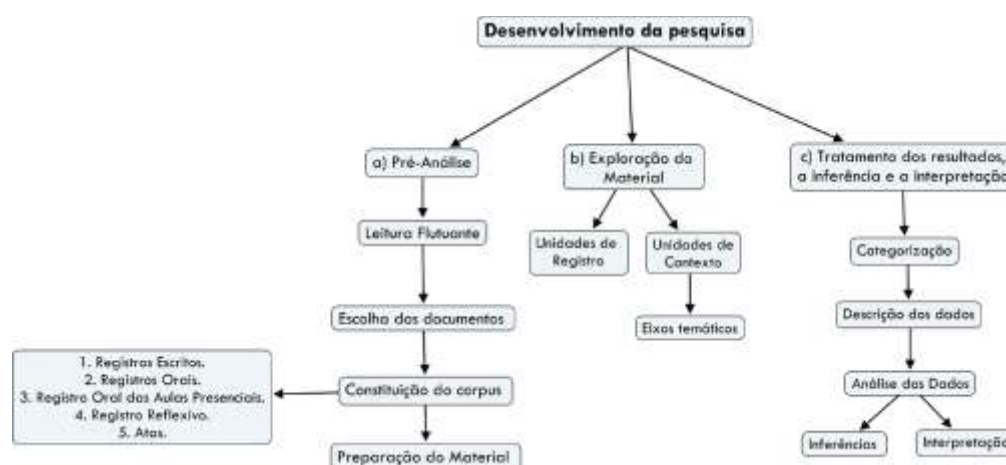 Desenvolvimento da pesquisa
a) Pré-Análise
Leitura Flutuante
Escolha dos documentos
Constituição do corpus
1. Registros Escritos.
2. Registros Orais.
3. Registro Oral das Aulas Presenciais.
4. Registro Reflexivo.
5. Atas.
Preparação do Material
b) Exploração do
Material
Unidades de
Registro
Unidades de
Contexto
Eixos temáticos
c) Tratamento dos resultados,
a Inferência e a Interpretação
Categorização
Descrição dos dados
Análise dos Dados
Inferências
Interpretação